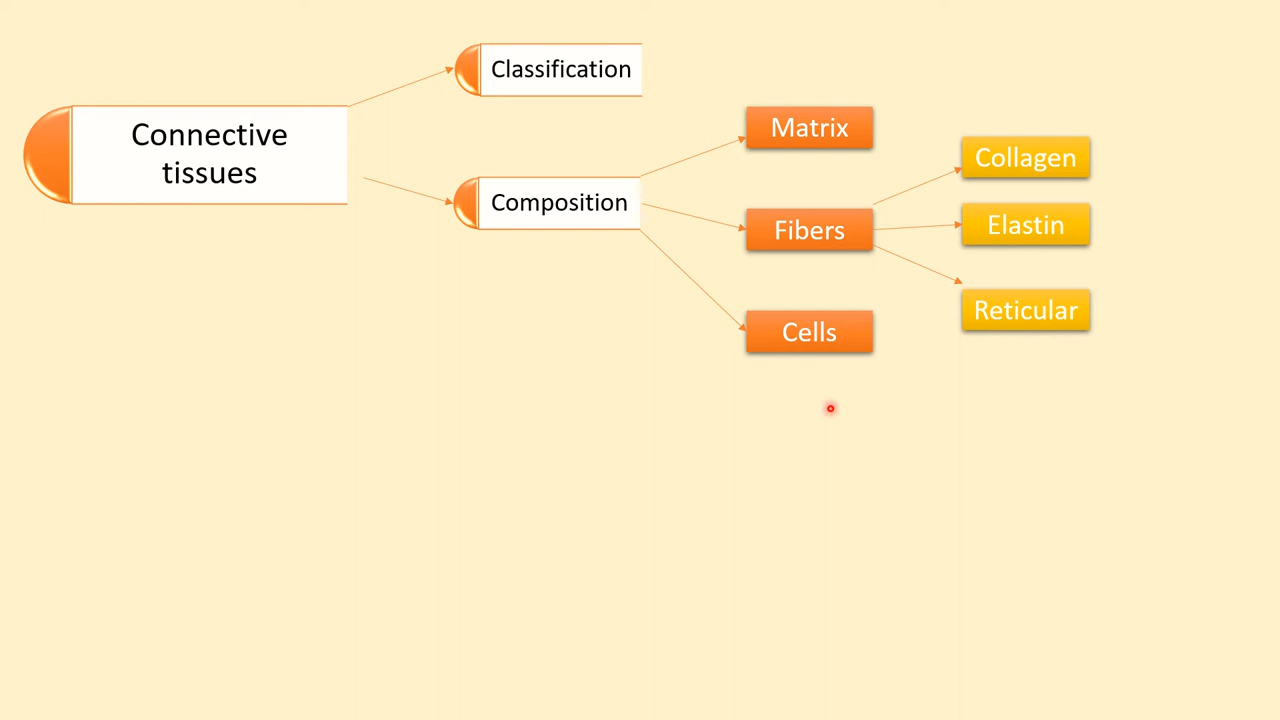 Connective
tissues
Classification
Composition
Matrix
Fibers
Cells
Collagen
Elastin
Reticular